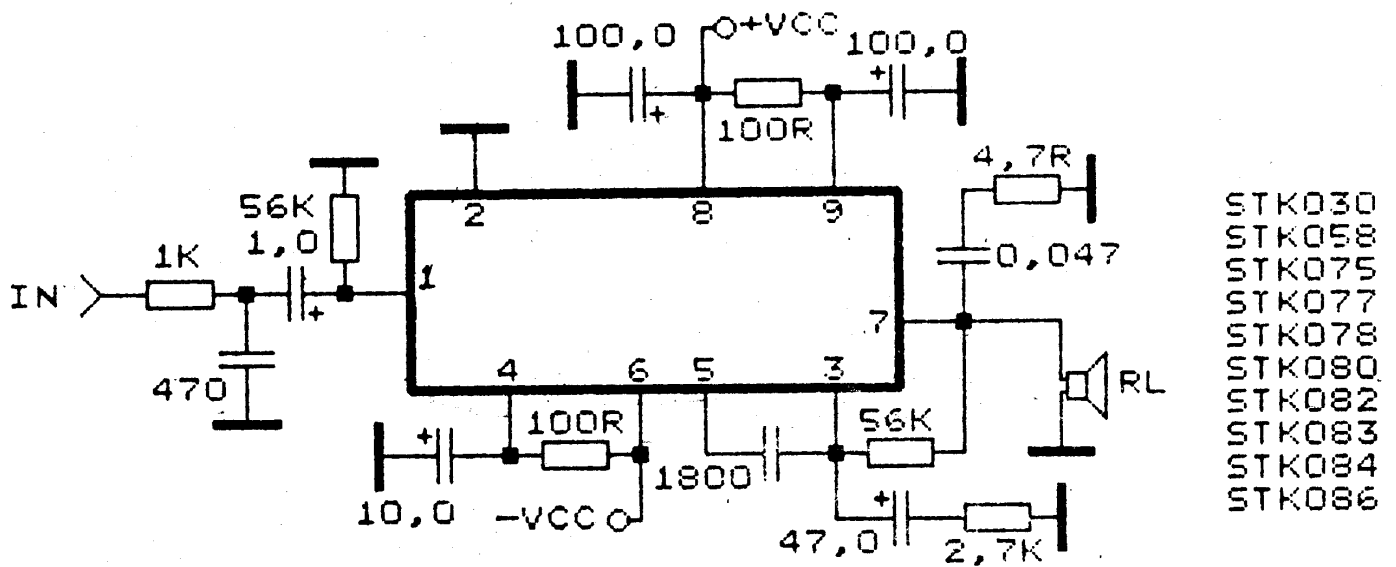 +VCC
100,0
100,0
100R
4,7R
2
8
9
56K
1,0
0,047
1K
IN
1
7
470
4
6
5
3
RL
100R
56K
1800
10,0
-VCC
47,0
2,7K
+
+
+
+
+
STK030
STK058
STK075
STK077
STK078
STK080
STK082
STK083
STK084
STK086